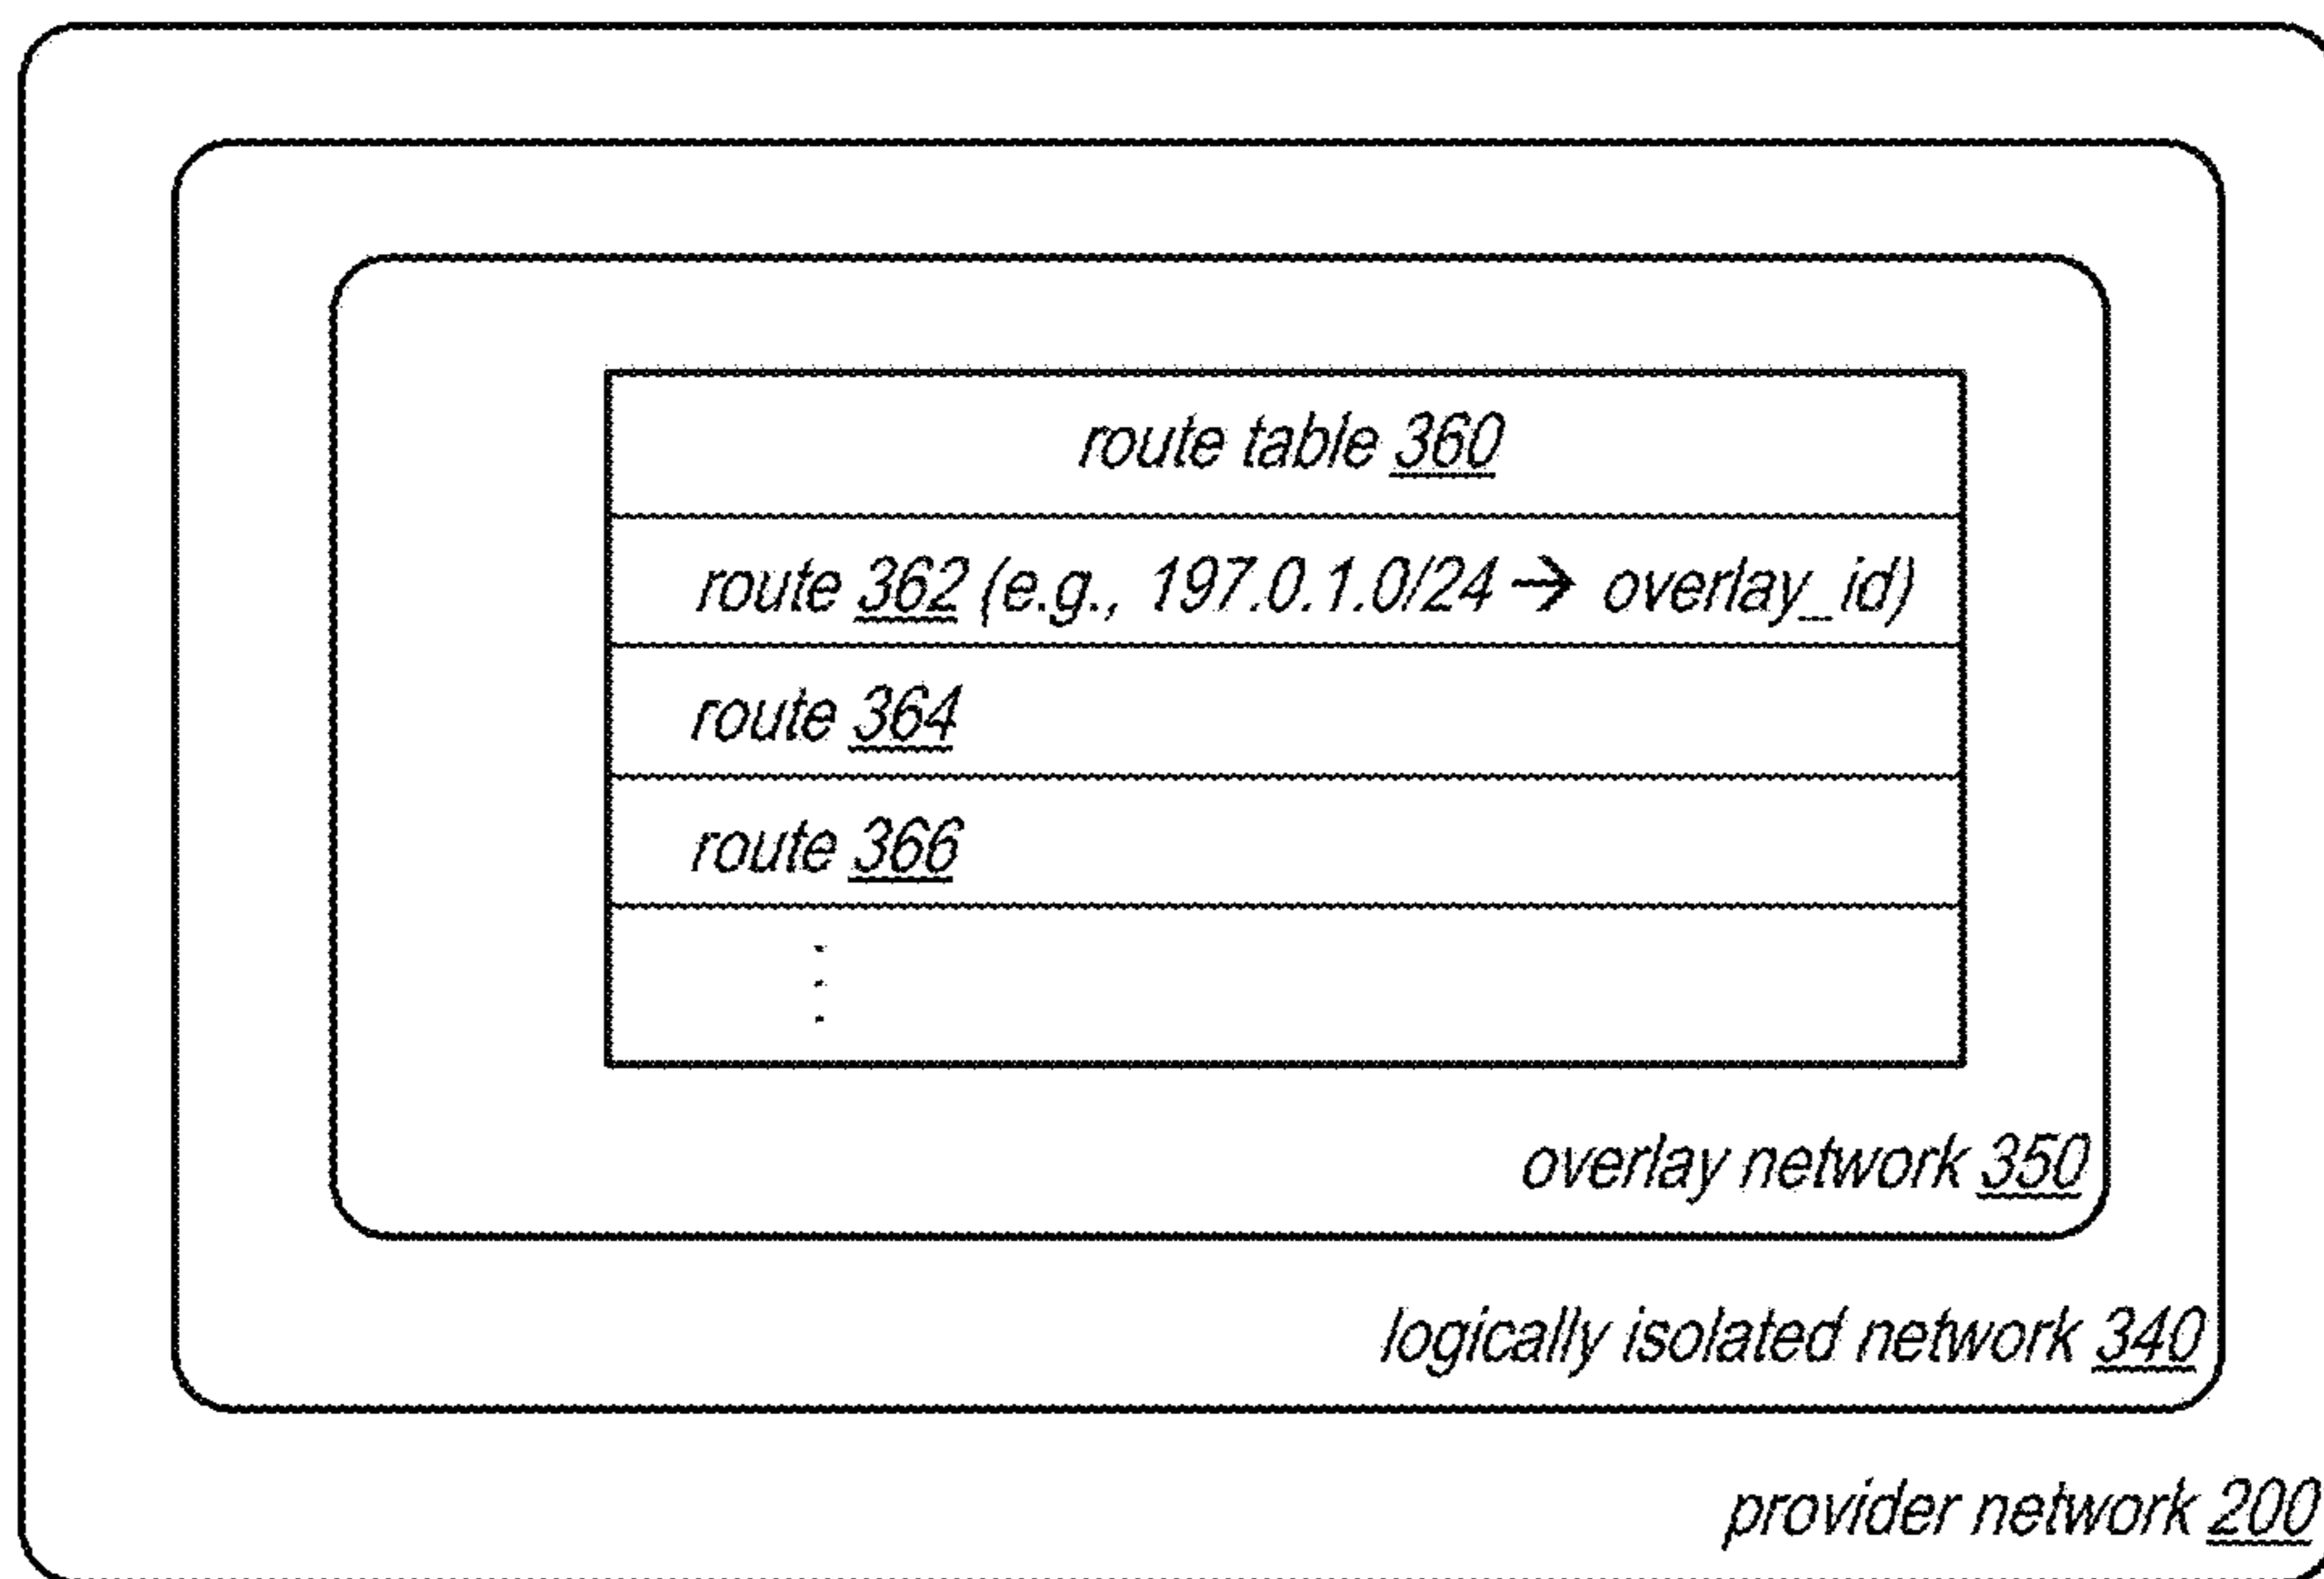 route table 360
route 362 (e.g., 197.0.1.0/24 → overlay_id)
route 364
route 366
overlay network 350
logically isolated network 340
provider network 200